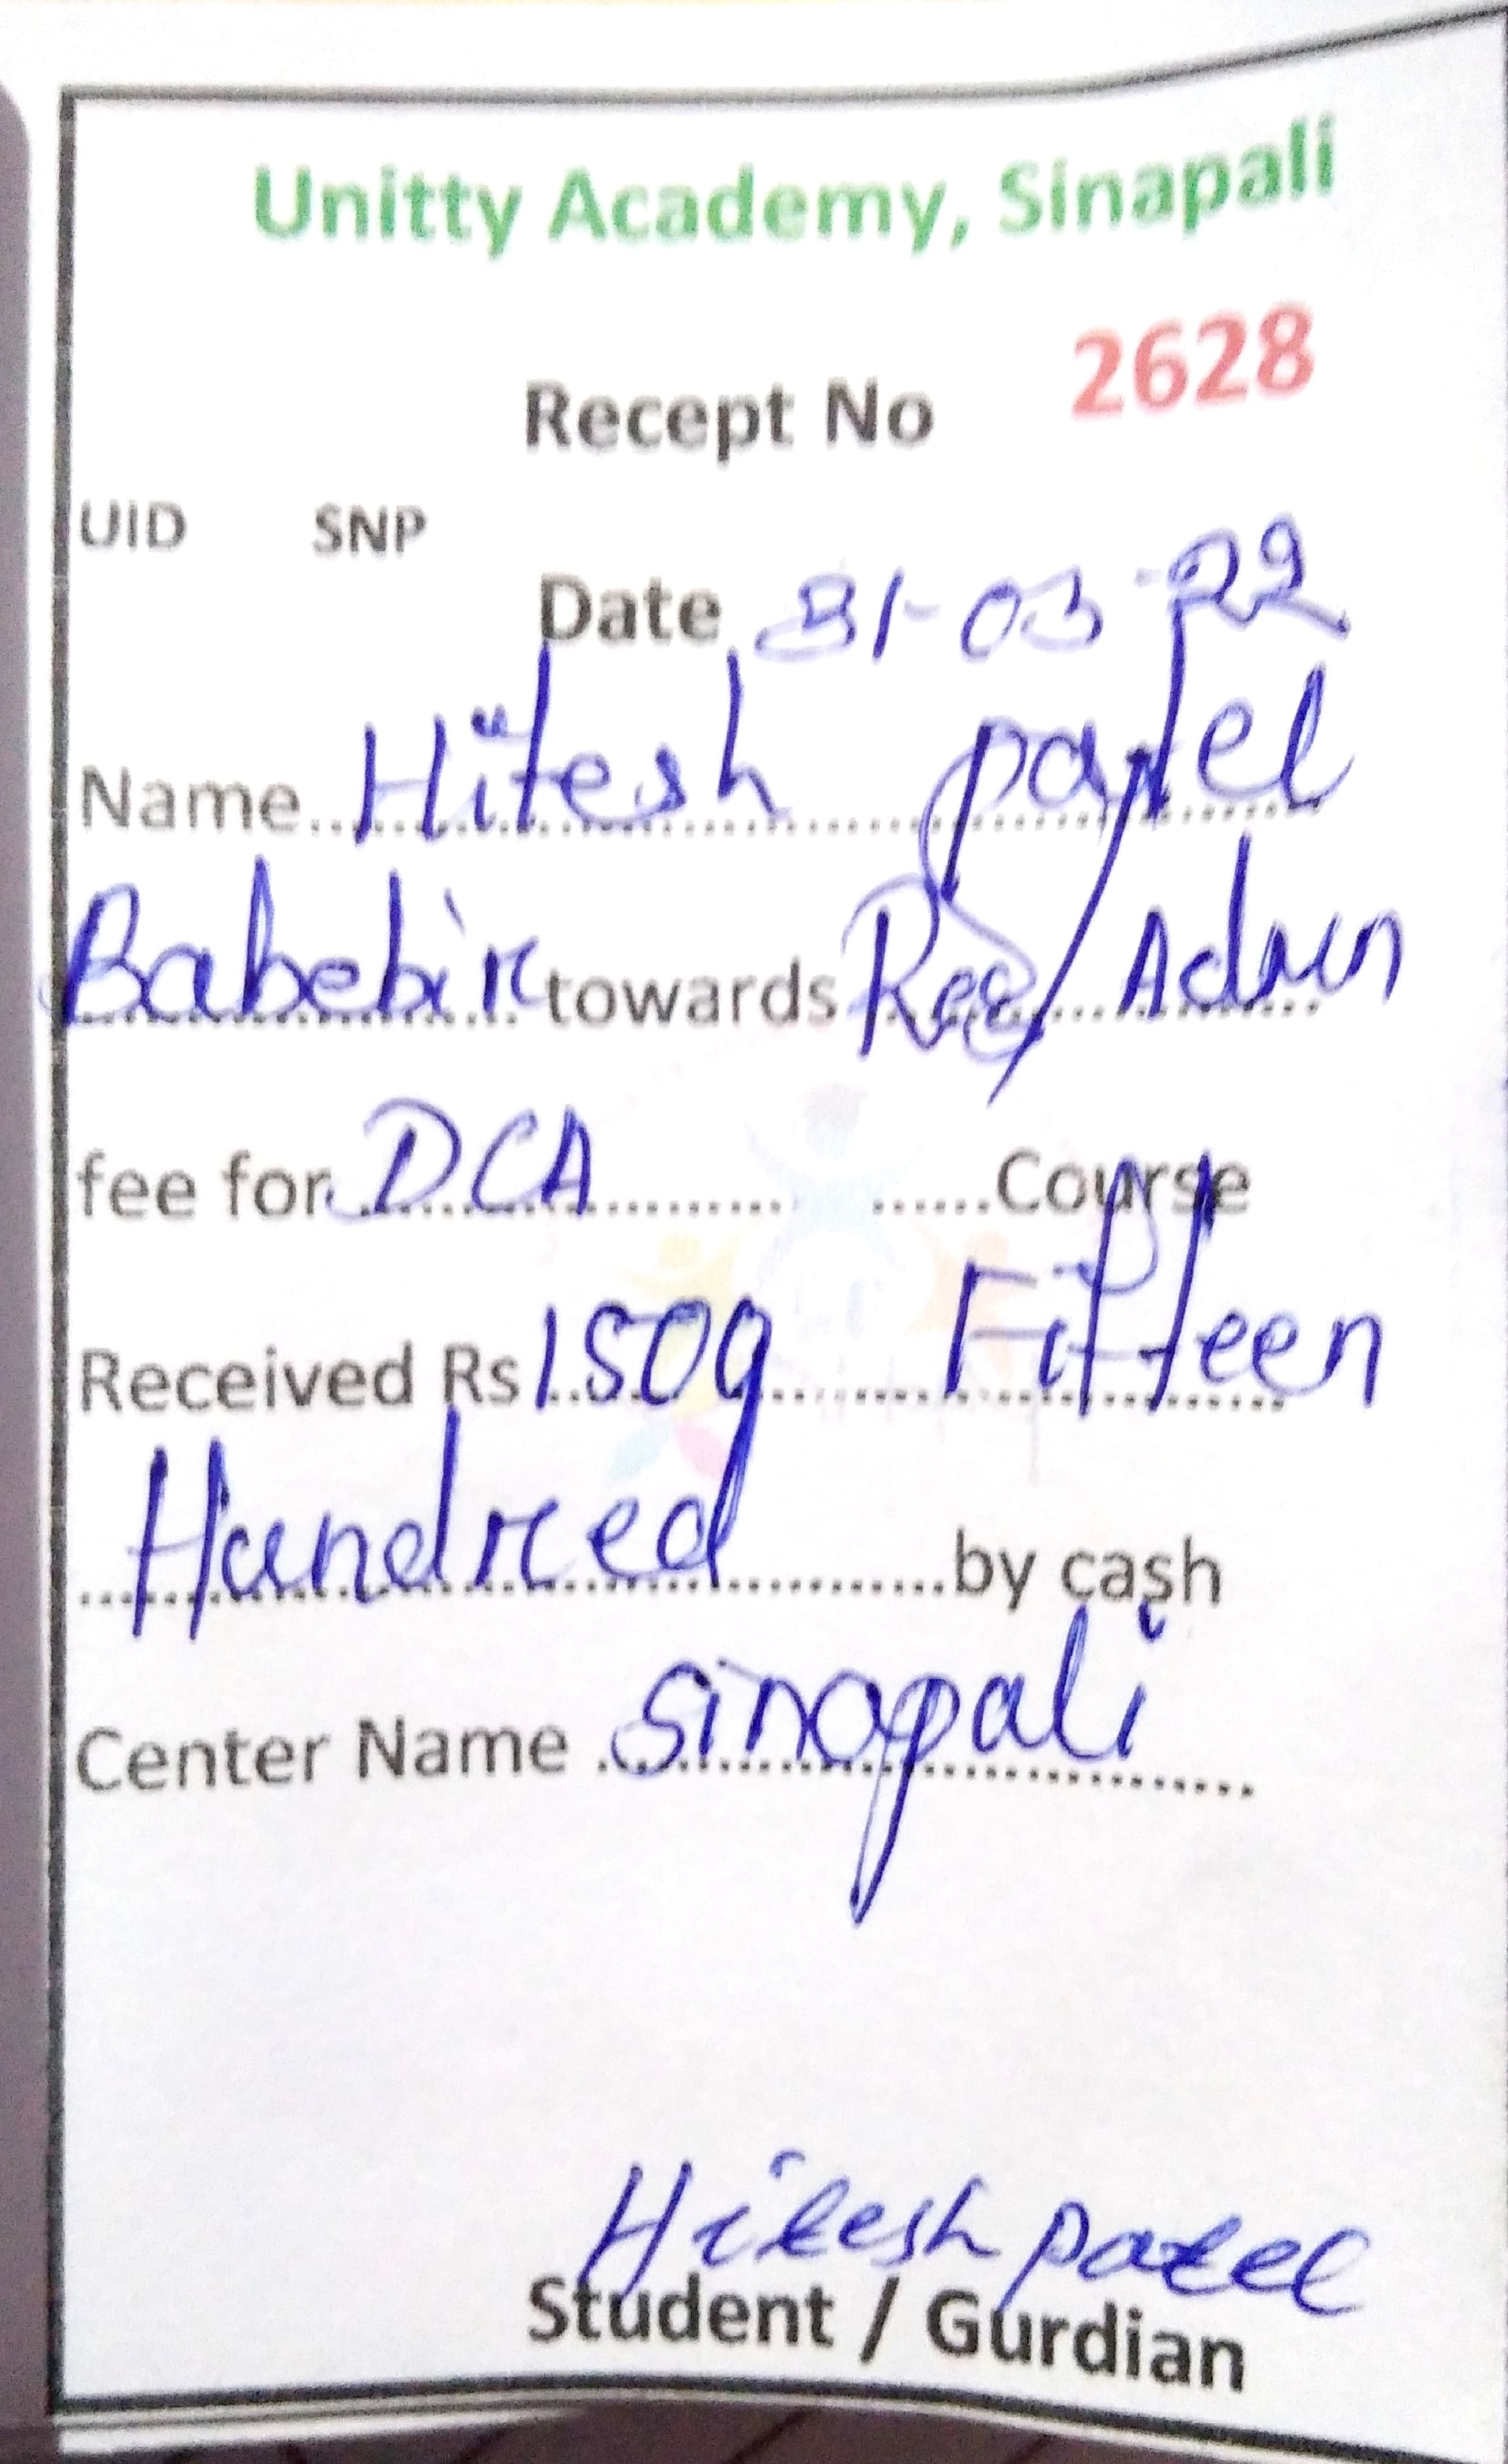 Unitty Academy, Sinapali
Recept No 2628
UID SNP
Date 31-03-22
Name Hitesh patel
Babebir towards Reg/Admn
fee for DCA Course
Received Rs 1500 Fifteen
Hundred by cash
Center Name Sinapali
Hitesh patel
Student / Gurdian